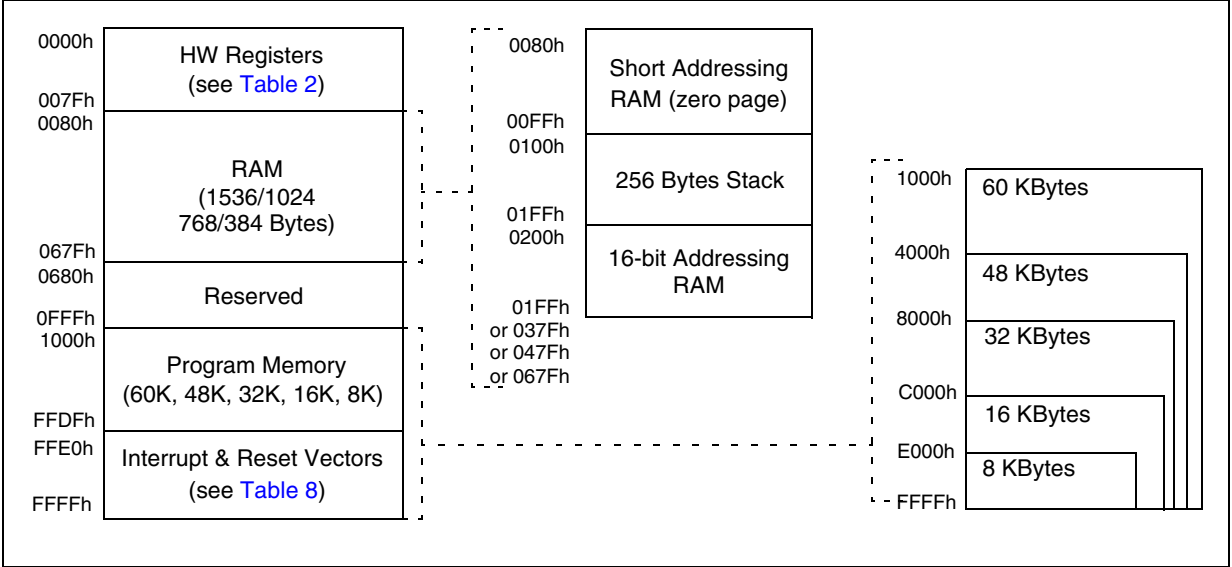 0000h
HW Registers
(see Table 2)
007Fh
0080h
RAM
(1536/1024
768/384 Bytes)
067Fh
0680h
Reserved
0FFFh
1000h
Program Memory
(60K, 48K, 32K, 16K, 8K)
FFDFh
FFE0h
Interrupt & Reset Vectors
(see Table 8)
FFFFh
0080h
Short Addressing
RAM (zero page)
00FFh
0100h
256 Bytes Stack
01FFh
0200h
16-bit Addressing
RAM
01FFh
or 037Fh
or 047Fh
or 067Fh
1000h
60 KBytes
4000h
48 KBytes
8000h
32 KBytes
C000h
16 KBytes
E000h
8 KBytes
FFFFh